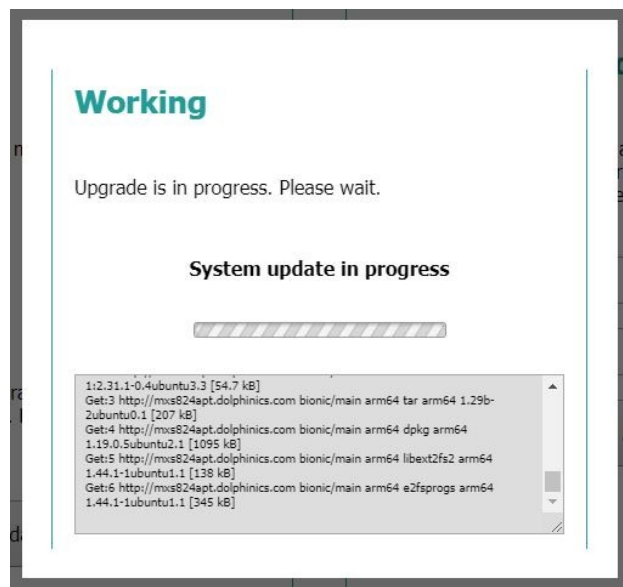 Working
Upgrade is in progress. Please wait.
System update in progress
1:2.31.1-0.4ubuntu3.3 [54.7 kB]
Get:3 http://mxs824apt.dolphinics.com bionic/main arm64 tar arm64 1.29b-
2ubuntu0.1 [207 kB]
Get:4 http://mxs824apt.dolphinics.com bionic/main arm64 dpkg arm64
1.19.0.5ubuntu2.1 [1095 kB]
Get:5 http://mxs824apt.dolphinics.com bionic/main arm64 libext2fs2 arm64
1.44.1-1ubuntu1.1 [138 kB]
Get:6 http://mxs824apt.dolphinics.com bionic/main arm64 e2fsprogs arm64
1.44.1-1ubuntu1.1 [345 kB]